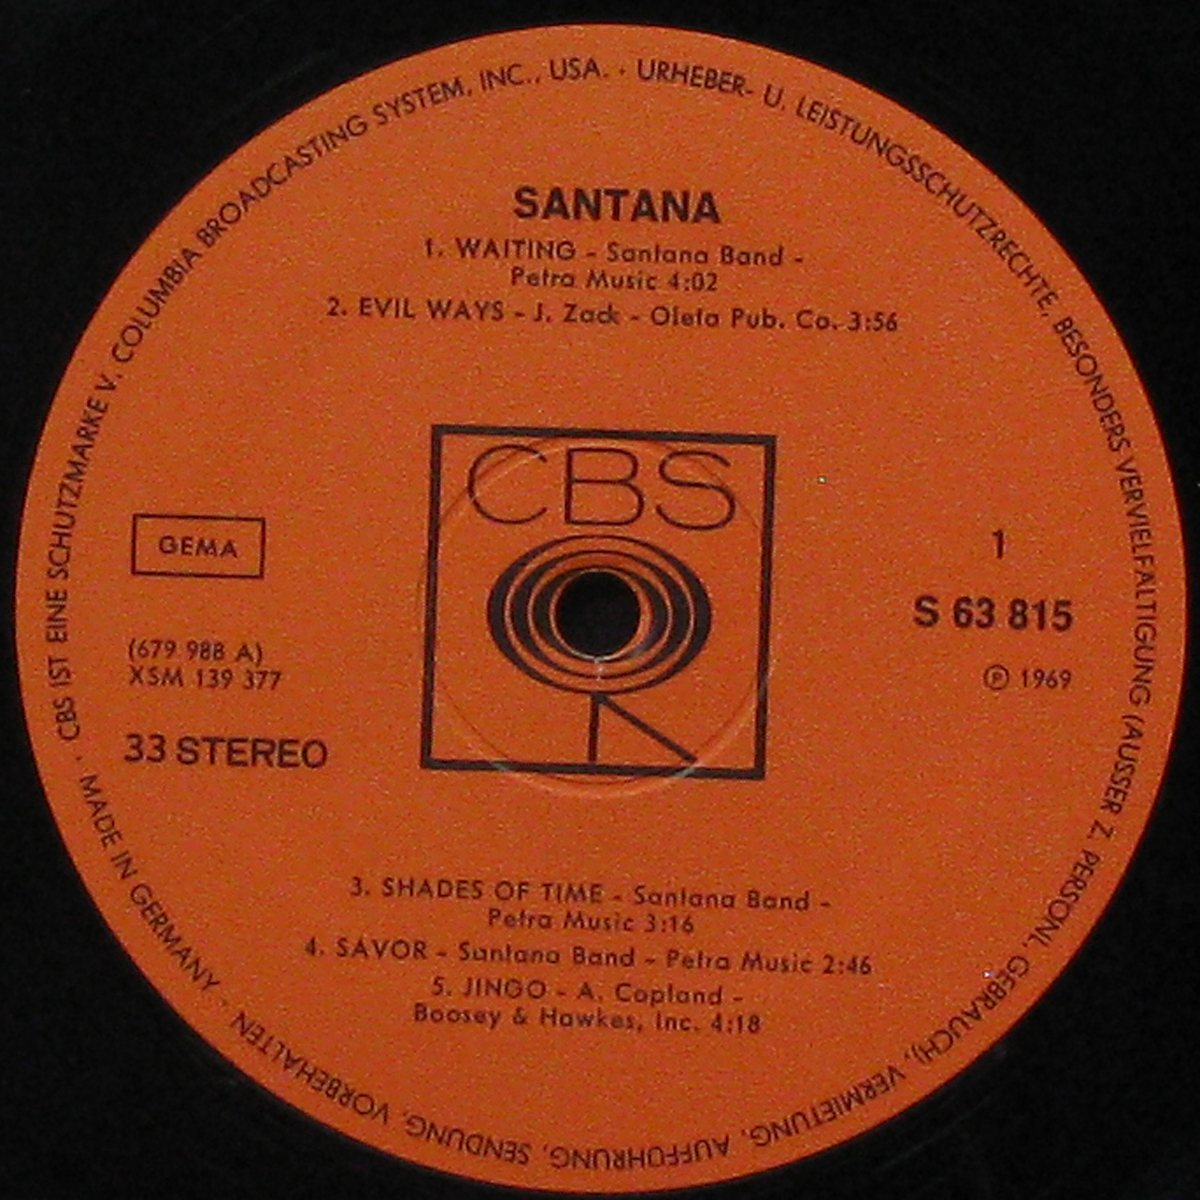 CBS IST EINE SCHUTZMARKE V. COLUMBIA BROADCASTING SYSTEM, INC., USA. · URHEBER- U. LEISTUNGSSCHUTZRECHTE, BESONDERS VERVIELFALTIGUNG (AUSSER Z. PERSONL. GEBRAUCH), VERMIETUNG, AUFFOHRUNG, SENDUNG, VORBEHALTEN · MADE IN GERMANY ·
SANTANA
1. WAITING - Santana Band -
Petra Music 4:02
2. EVIL WAYS - J. Zack - Oleta Pub. Co. 3:56
CBS
GEMA
1
S 63 815
(679 988 A)
XSM 139 377
℗ 1969
33 STEREO
3. SHADES OF TIME - Santana Band -
Petra Music 3:16
4. SAVOR - Santana Band - Petra Music 2:46
5. JINGO - A. Copland -
Boosey & Hawkes, Inc. 4:18